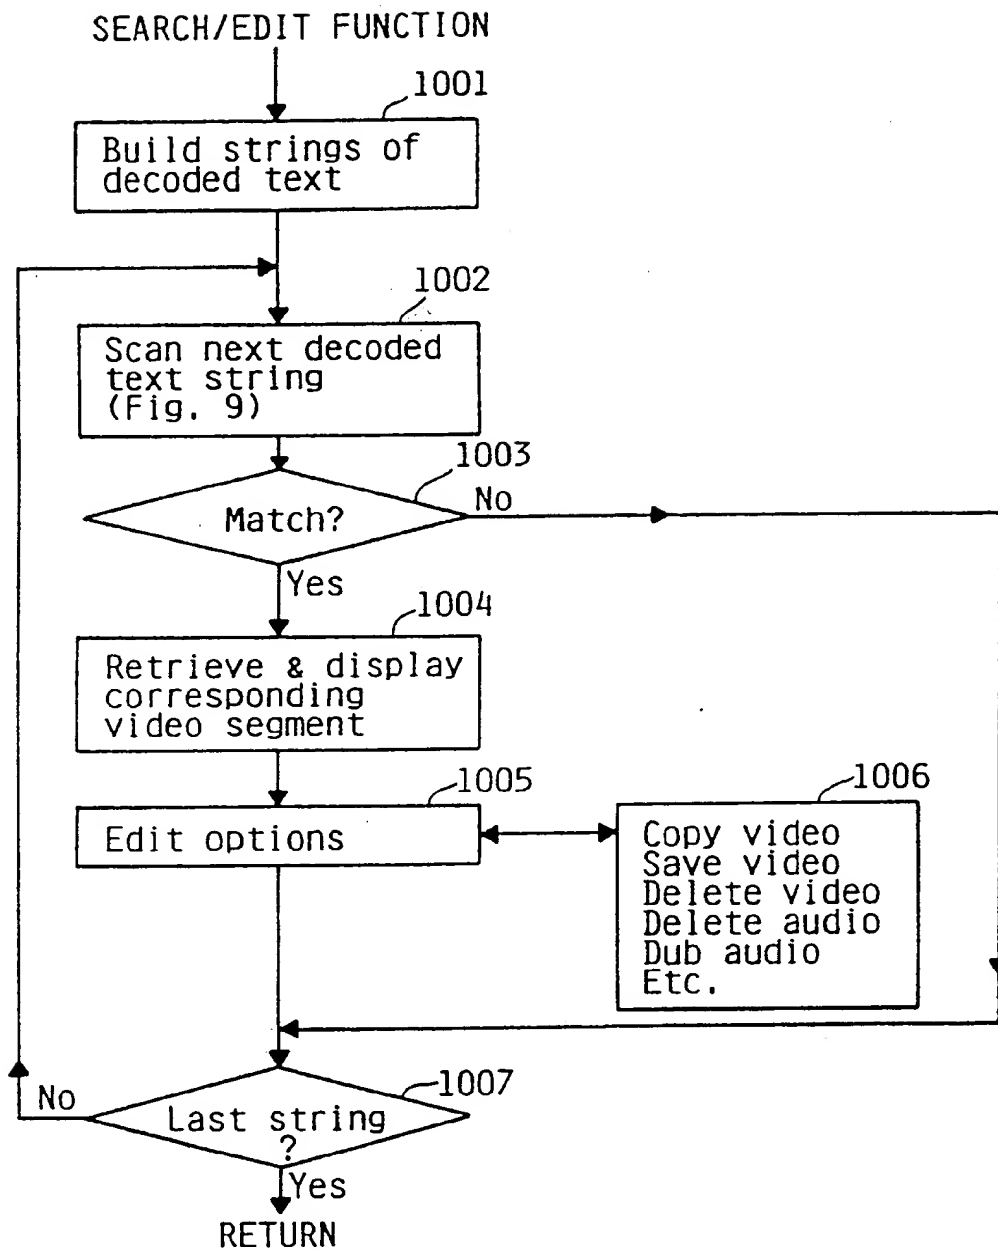 SEARCH/EDIT FUNCTION
1001
Build strings of
decoded text
1002
Scan next decoded
text string
(Fig. 9)
1003
Match?
No
Yes
1004
Retrieve & display
corresponding
video segment
1005
Edit options
1006
Copy video
Save video
Delete video
Delete audio
Dub audio
Etc.
1007
Last string
?
No
Yes
RETURN